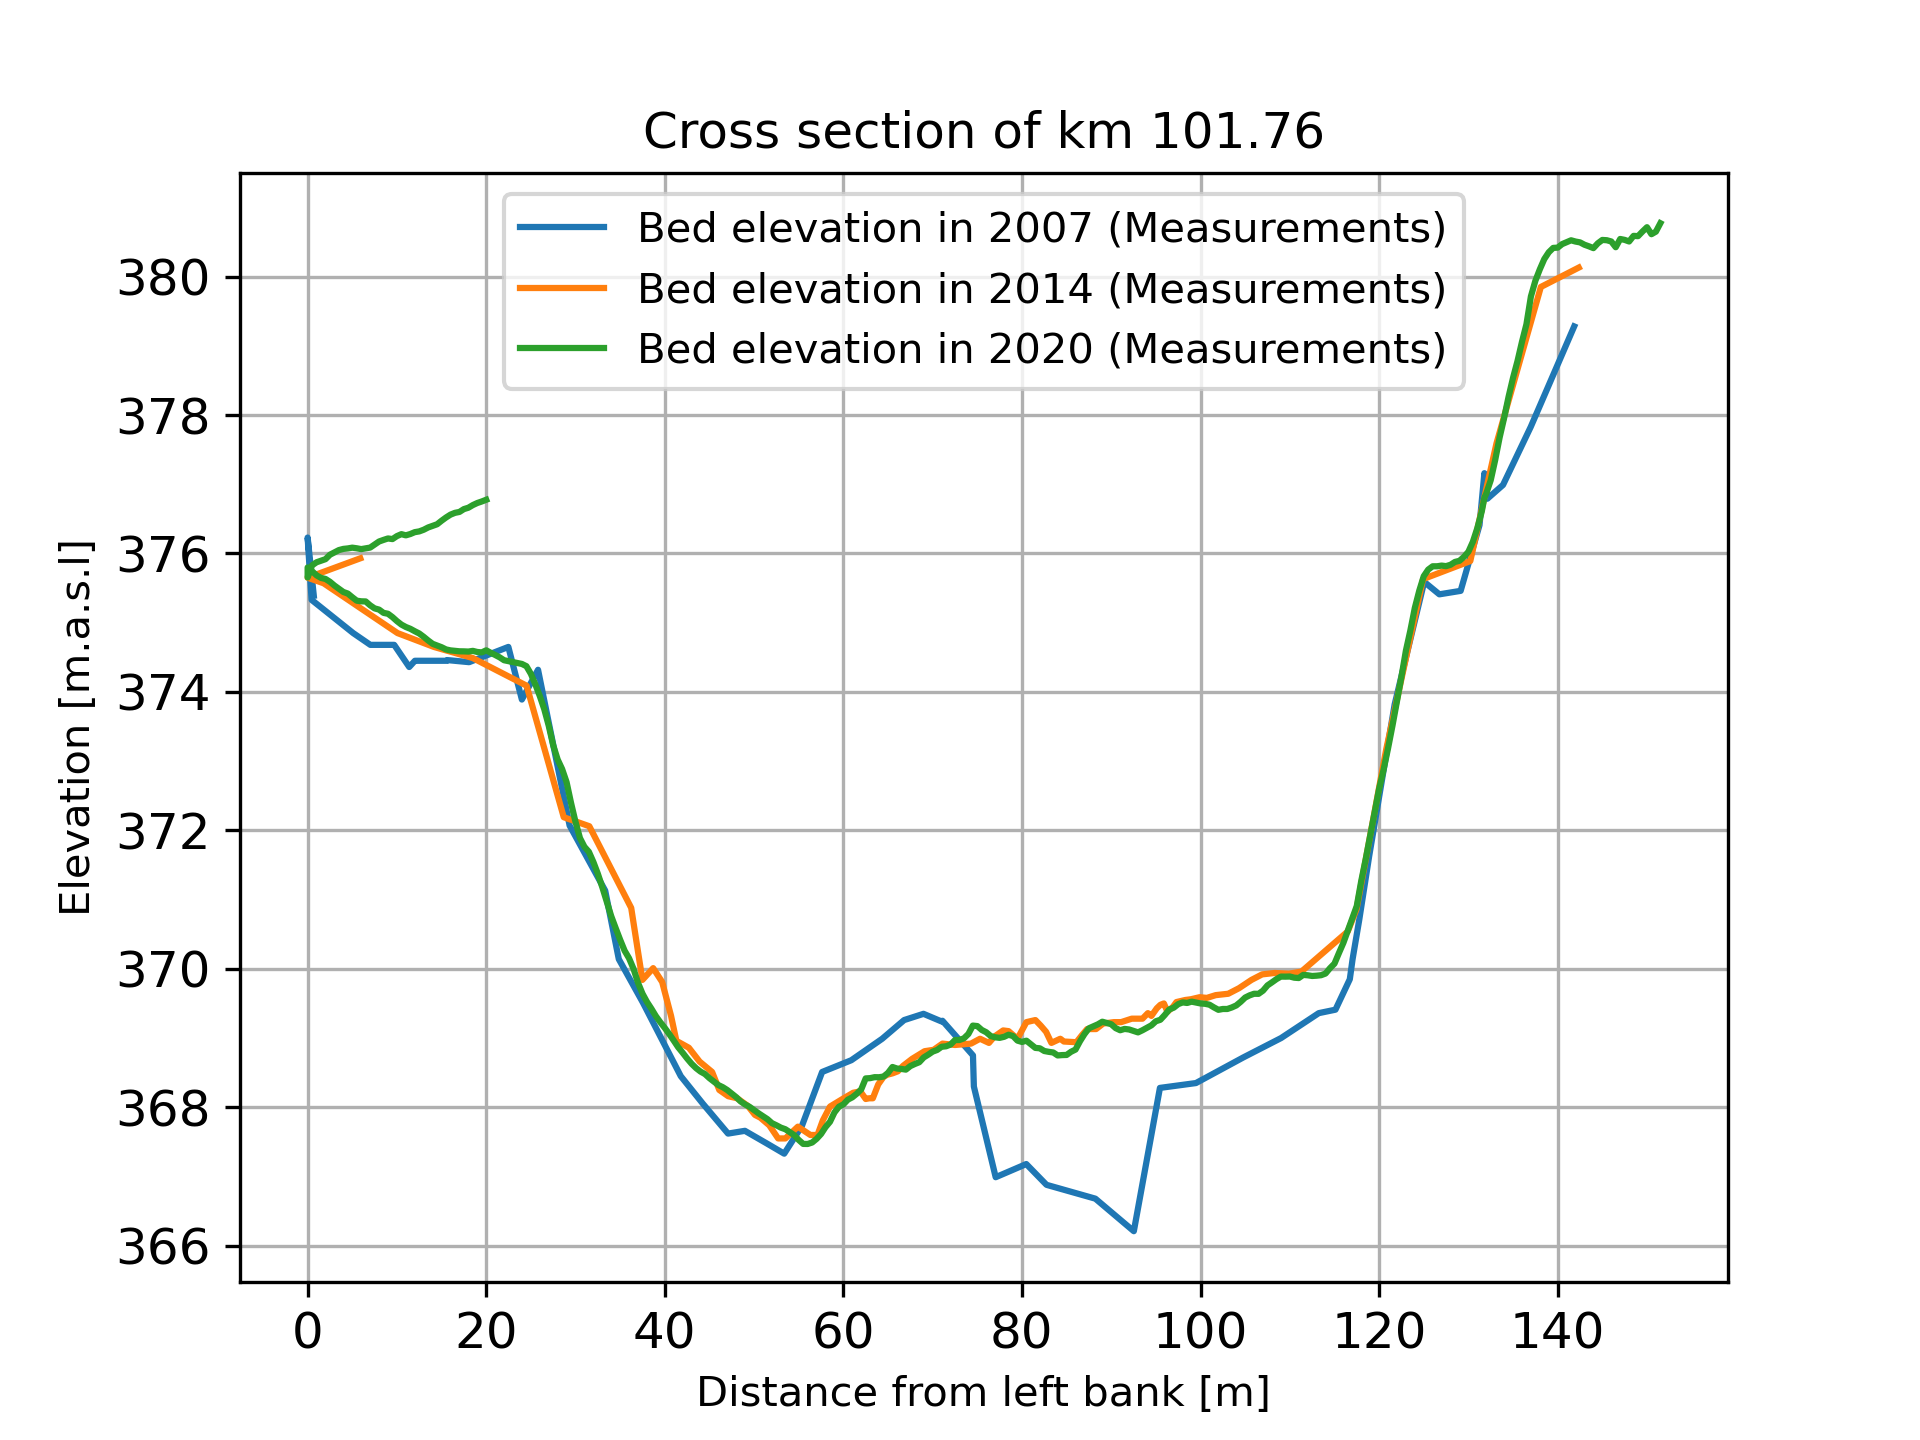 Cross section of km 101.76
Bed elevation in 2007 (Measurements)
Bed elevation in 2014 (Measurements)
Bed elevation in 2020 (Measurements)
Elevation [m.a.s.l]
380
378
376
374
372
370
368
366
0 20 40 60 80 100 120 140
Distance from left bank [m]